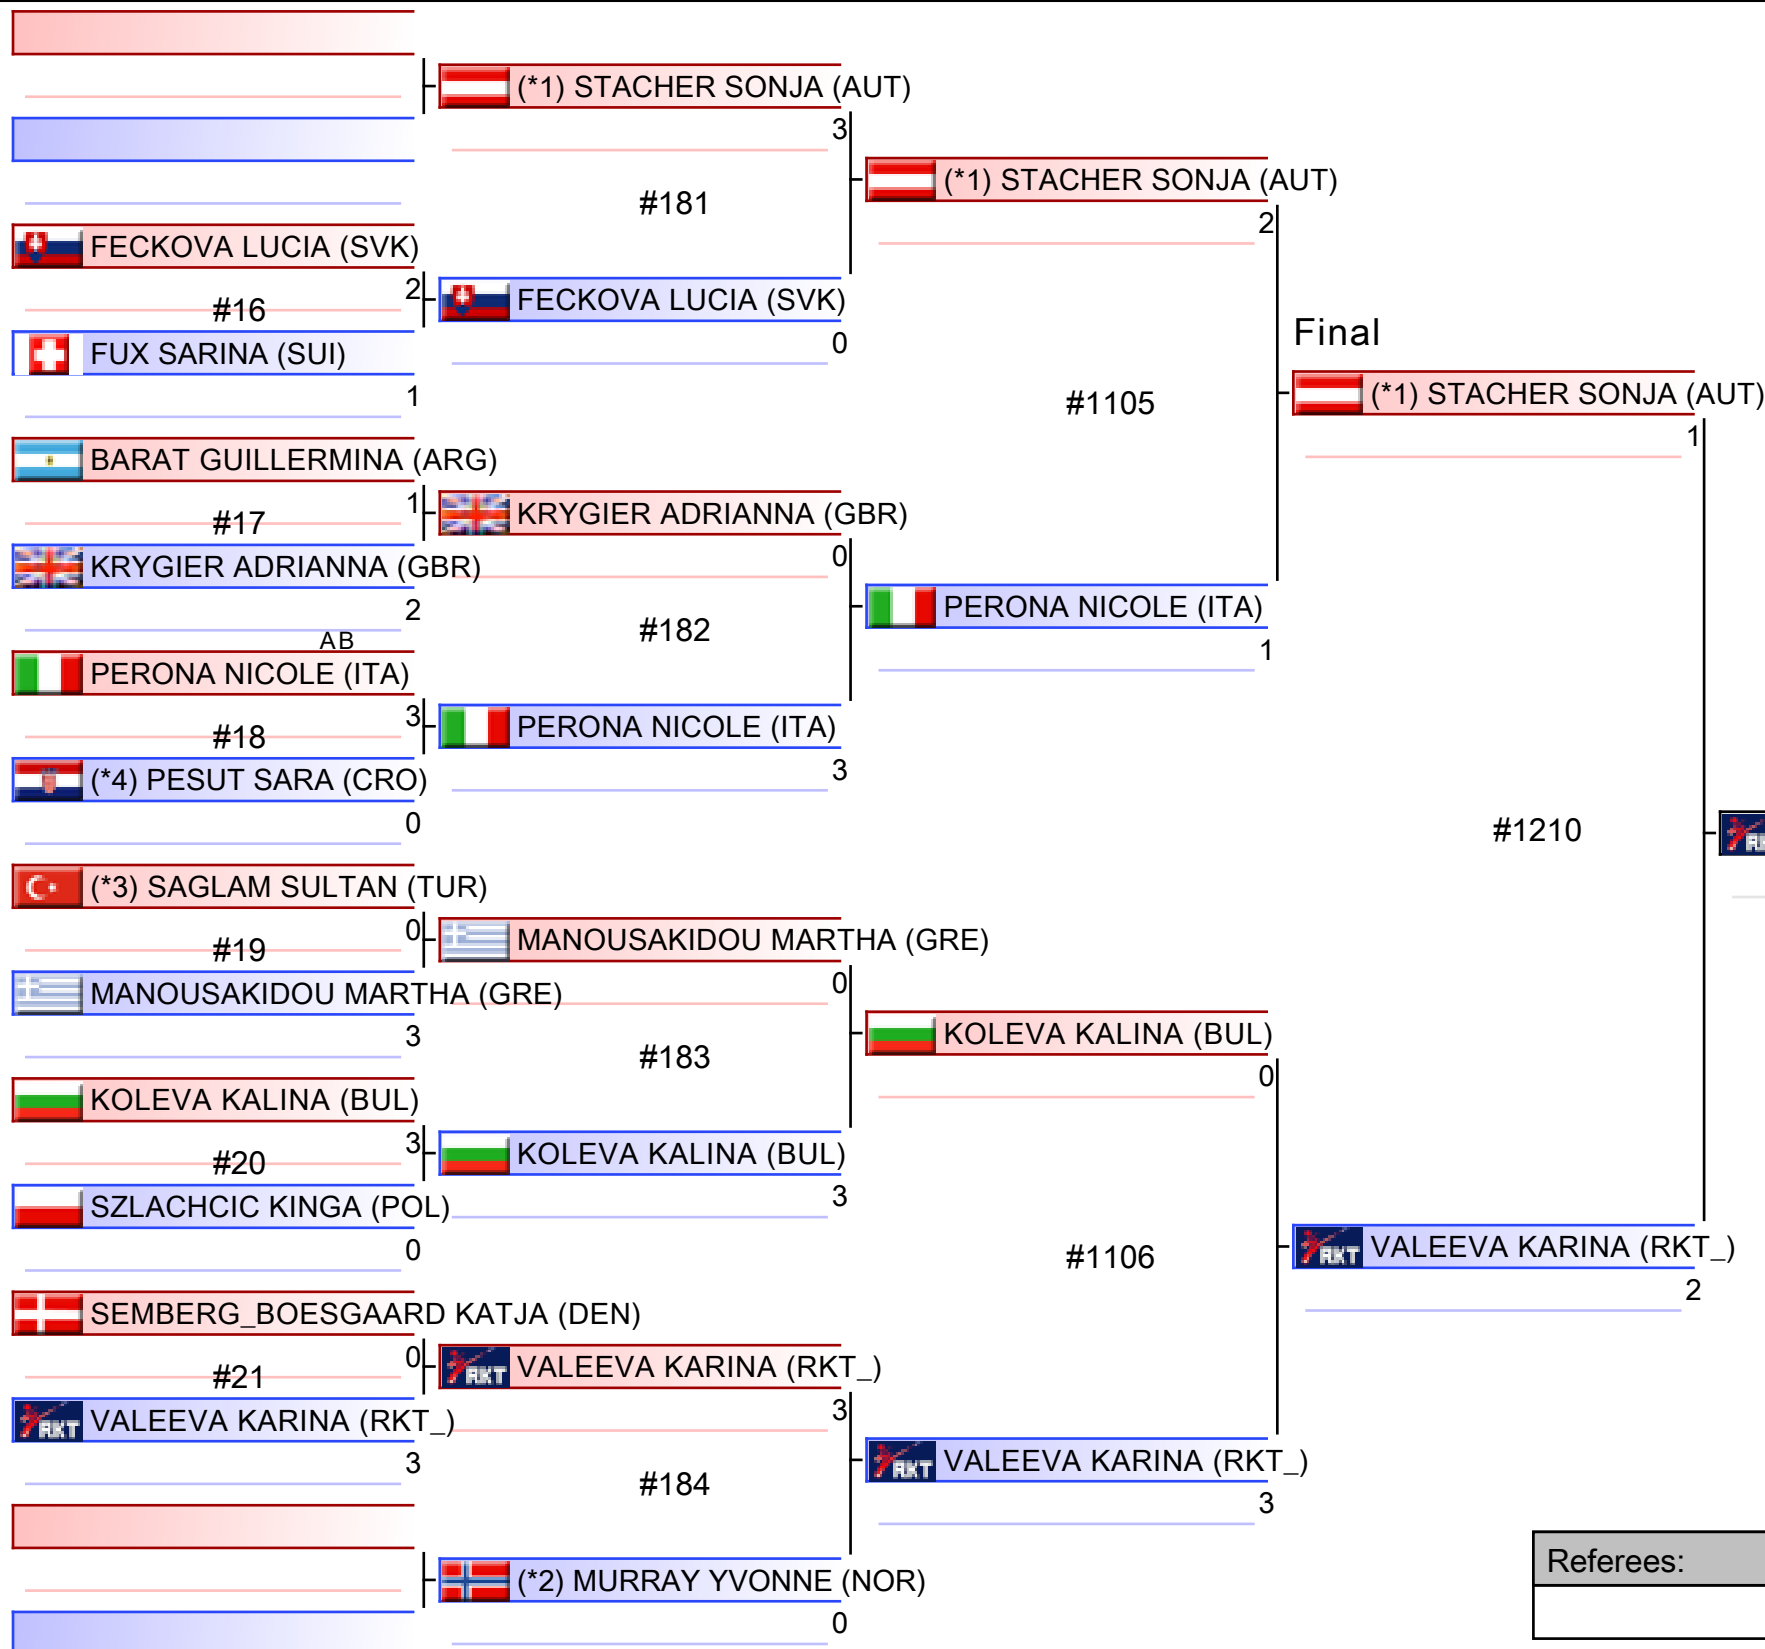 (*1) STACHER SONJA (AUT)
3
(*1) STACHER SONJA (AUT)
#181
2
FECKOVA LUCIA (SVK)
2
#16
FECKOVA LUCIA (SVK)
Final
FUX SARINA (SUI)
0
1
#1105
(*1) STACHER SONJA (AUT)
1
BARAT GUILLERMINA (ARG)
1
#17
KRYGIER ADRIANNA (GBR)
0
KRYGIER ADRIANNA (GBR)
2
PERONA NICOLE (ITA)
#182
AB
1
PERONA NICOLE (ITA)
3
#18
PERONA NICOLE (ITA)
(*4) PESUT SARA (CRO)
3
0
#1210
RKT
(*3) SAGLAM SULTAN (TUR)
0
#19
MANOUSAKIDOU MARTHA (GRE)
0
MANOUSAKIDOU MARTHA (GRE)
3
KOLEVA KALINA (BUL)
#183
0
KOLEVA KALINA (BUL)
3
#20
KOLEVA KALINA (BUL)
3
SZLACHCIC KINGA (POL)
0
#1106
RKT VALEEVA KARINA (RKT_)
2
SEMBERG_BOESGAARD KATJA (DEN)
0
#21
RKT VALEEVA KARINA (RKT_)
3
RKT VALEEVA KARINA (RKT_)
3
RKT VALEEVA KARINA (RKT_)
#184
3
Referees:
(*2) MURRAY YVONNE (NOR)
0